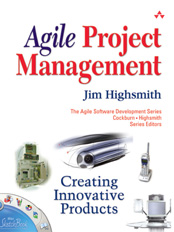 Agile Project
Management
Jim Highsmith
The Agile Software Development Series
Cockburn • Highsmith
Series Editors
Creating
Innovative
Products